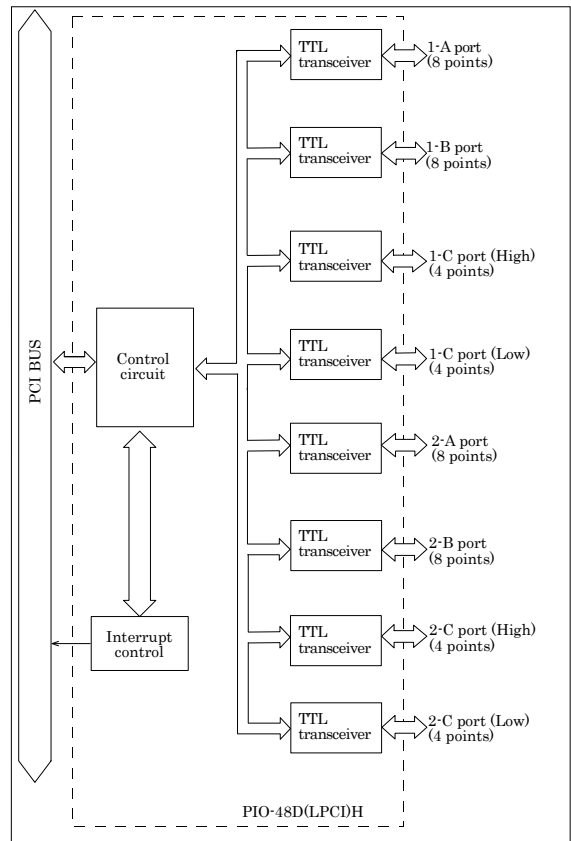 TTL
transceiver
1-A port
(8 points)
TTL
transceiver
1-B port
(8 points)
TTL
transceiver
1-C port (High)
(4 points)
TTL
transceiver
1-C port (Low)
(4 points)
PCI BUS
Control
circuit
TTL
transceiver
2-A port
(8 points)
TTL
transceiver
2-B port
(8 points)
Interrupt
control
TTL
transceiver
2-C port (High)
(4 points)
TTL
transceiver
2-C port (Low)
(4 points)
PIO-48D(LPCI)H